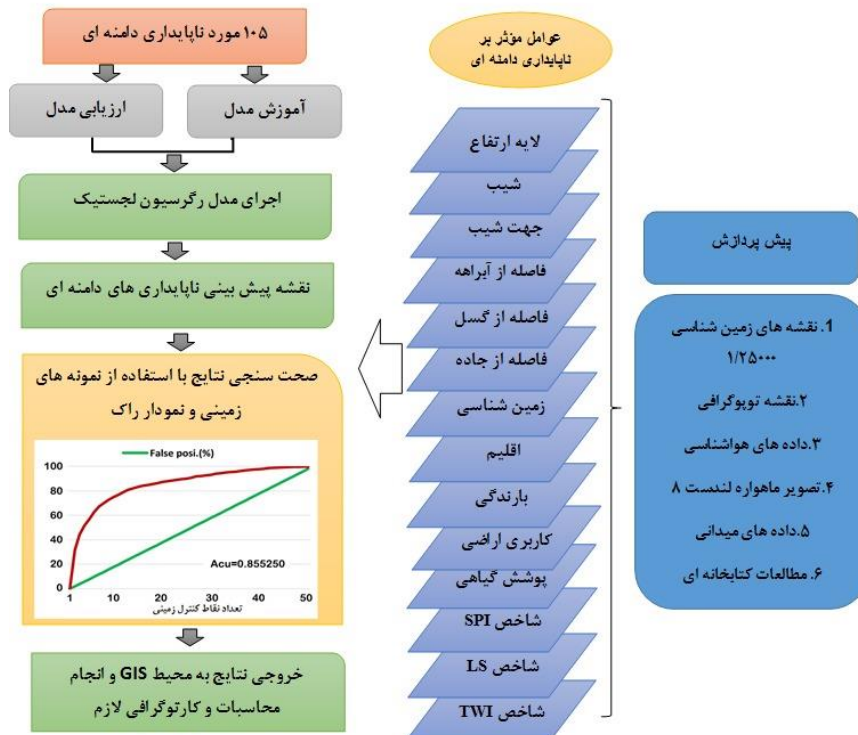 ۱۰۵ مورد ناپایداری دامنه ای
آموزش مدل
ارزیابی مدل
اجرای مدل رگرسیون لجستیک
نقشه پیش بینی ناپایداری های دامنه ای
صحت سنجی نتایج با استفاده از نمونه های
زمینی و نمودار راک
False posi.(%)
100
80
60
40
20
0
Acu=0.855250
1
10
20
30
40
50
تعداد نقاط کنترل زمینی
خروجی نتایج به محیط GIS و انجام
محاسبات و کارتوگرافی لازم
عوامل مؤثر بر
ناپایداری دامنه ای
لایه ارتفاع
شیب
جهت شیب
فاصله از آبراهه
فاصله از گسل
فاصله از جاده
زمین شناسی
اقلیم
بارندگی
کاربری اراضی
پوشش گیاهی
شاخص SPI
شاخص LS
شاخص TWI
پیش پردازش
1. نقشه های زمین شناسی
۱/۲۵۰۰۰
۲.نقشه توپوگرافی
۳.داده های هواشناسی
۴.تصویر ماهواره لندست ۸
۵.داده های میدانی
۶. مطالعات کتابخانه ای